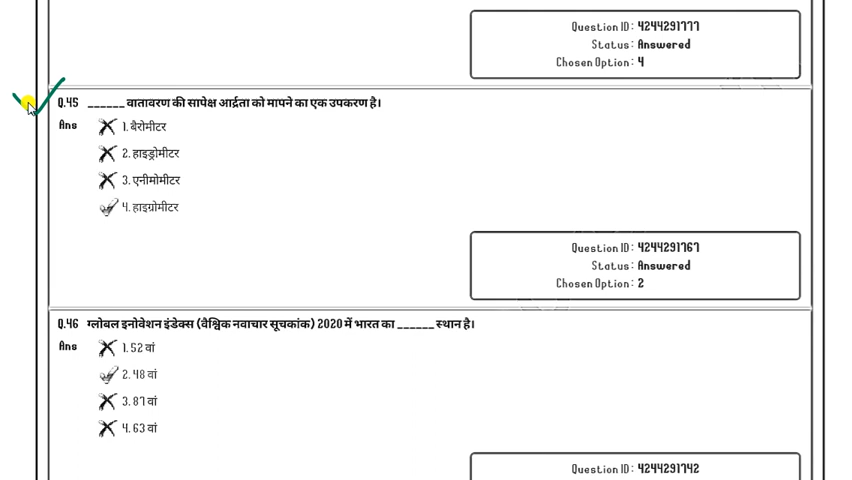 Question ID : 4244291777
Status : Answered
Chosen Option : 4
Q.45 ______ वातावरण की सापेक्ष आर्द्रता को मापने का एक उपकरण है।
Ans 1. बैरोमीटर
2. हाइड्रोमीटर
3. एनीमोमीटर
4. हाइग्रोमीटर
Question ID : 4244291767
Status : Answered
Chosen Option : 2
Q.46 ग्लोबल इनोवेशन इंडेक्स (वैश्विक नवाचार सूचकांक) 2020 में भारत का ______ स्थान है।
Ans 1. 52 वां
2. 48 वां
3. 87 वां
4. 63 वां
Question ID : 4244291742